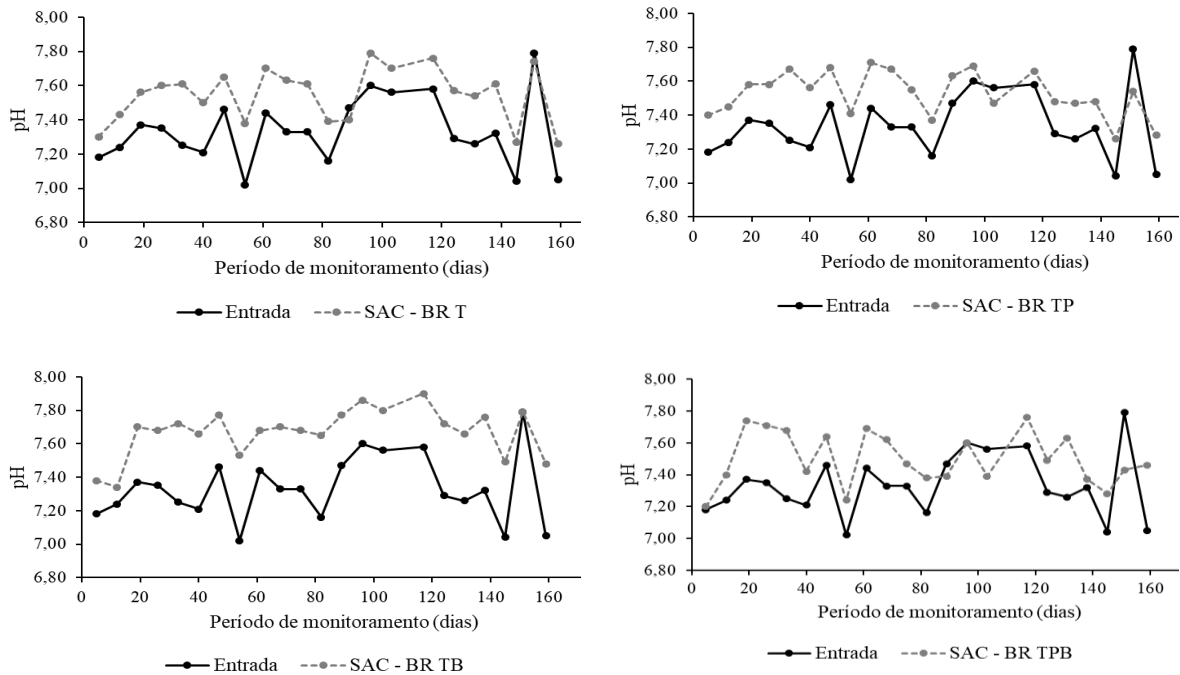 8,00
7,80
7,60
7,40
7,20
7,00
6,80
pH
0 20 40 60 80 100 120 140 160
Período de monitoramento (dias)
Entrada SAC - BR T
8,00
7,80
7,60
7,40
7,20
7,00
6,80
pH
0 20 40 60 80 100 120 140 160
Período de monitoramento (dias)
Entrada SAC - BR TP
8,00
7,80
7,60
7,40
7,20
7,00
6,80
pH
0 20 40 60 80 100 120 140 160
Período de monitoramento (dias)
Entrada SAC - BR TB
8,00
7,80
7,60
7,40
7,20
7,00
6,80
pH
0 20 40 60 80 100 120 140 160
Período de monitoramento (dias)
Entrada SAC - BR TPB